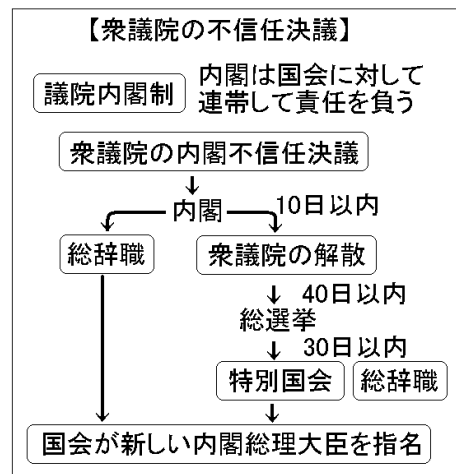 【衆議院の不信任決議】
議院内閣制
内閣は国会に対して
連帯して責任を負う
衆議院の内閣不信任決議
内閣
10日以内
総辞職
衆議院の解散
40日以内
総選挙
30日以内
特別国会
総辞職
国会が新しい内閣総理大臣を指名